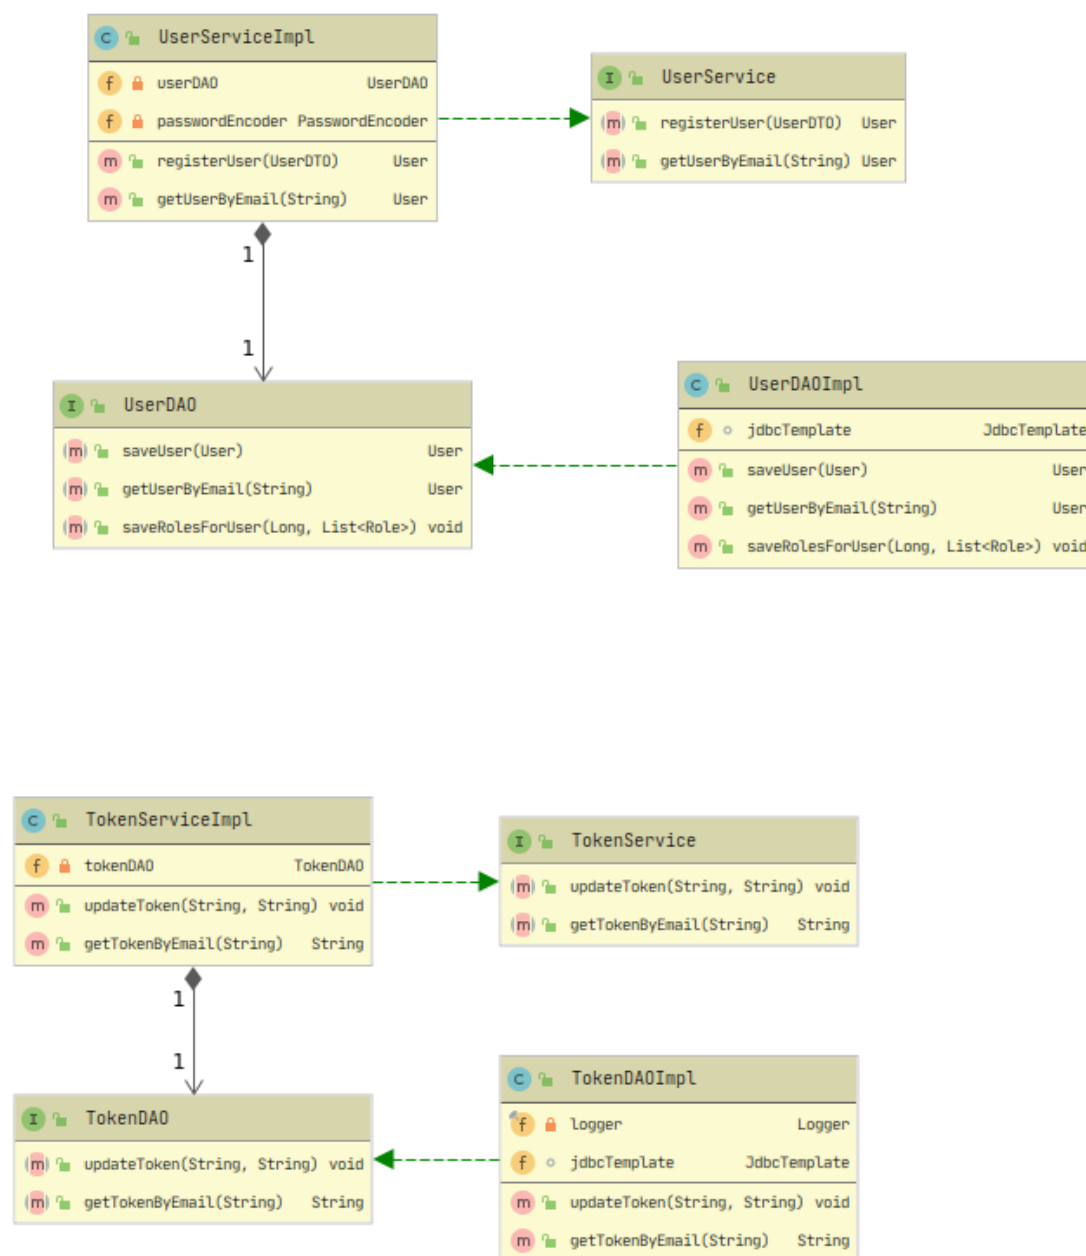 C UserServiceImpl
f userDAO UserDAO
f passwordEncoder PasswordEncoder
m registerUser(UserDTO) User
m getUserByEmail(String) User
I UserService
m registerUser(UserDTO) User
m getUserByEmail(String) User
1
1
I UserDAO
m saveUser(User) User
m getUserByEmail(String) User
m saveRolesForUser(Long, List<Role>) void
C UserDAOImpl
f jdbcTemplate JdbcTemplate
m saveUser(User) User
m getUserByEmail(String) User
m saveRolesForUser(Long, List<Role>) void
C TokenServiceImpl
f tokenDAO TokenDAO
m updateToken(String, String) void
m getTokenByEmail(String) String
I TokenService
m updateToken(String, String) void
m getTokenByEmail(String) String
1
1
I TokenDAO
m updateToken(String, String) void
m getTokenByEmail(String) String
C TokenDAOImpl
f logger Logger
f jdbcTemplate JdbcTemplate
m updateToken(String, String) void
m getTokenByEmail(String) String